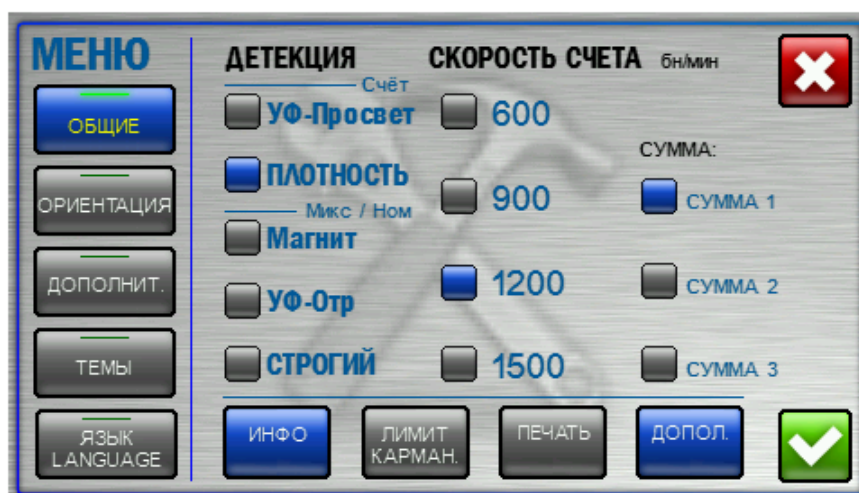 МЕНЮ
ОБЩИЕ
ОРИЕНТАЦИЯ
ДОПОЛНИТ.
ТЕМЫ
ЯЗЫК
LANGUAGE
ДЕТЕКЦИЯ
Счёт
УФ-Просвет
ПЛОТНОСТЬ
Микс / Ном
Магнит
УФ-Отр
СТРОГИЙ
СКОРОСТЬ СЧЕТА бн/мин
600
900
1200
1500
СУММА:
СУММА 1
СУММА 2
СУММА 3
ИНФО
ЛИМИТ
КАРМАН.
ПЕЧАТЬ
ДОПОЛ.